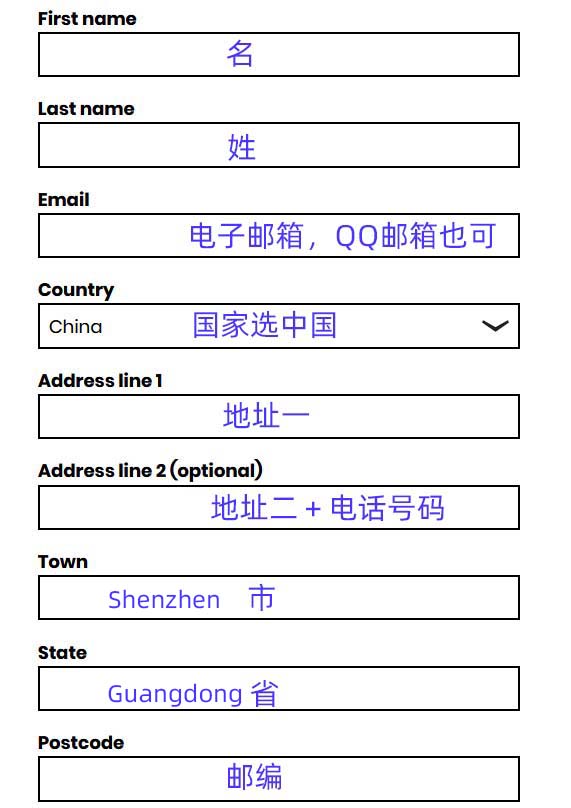 First name
名
Last name
姓
Email
电子邮箱，QQ邮箱也可
Country
China 国家选中国
Address line 1
地址一
Address line 2 (optional)
地址二 + 电话号码
Town
Shenzhen 市
State
Guangdong 省
Postcode
邮编